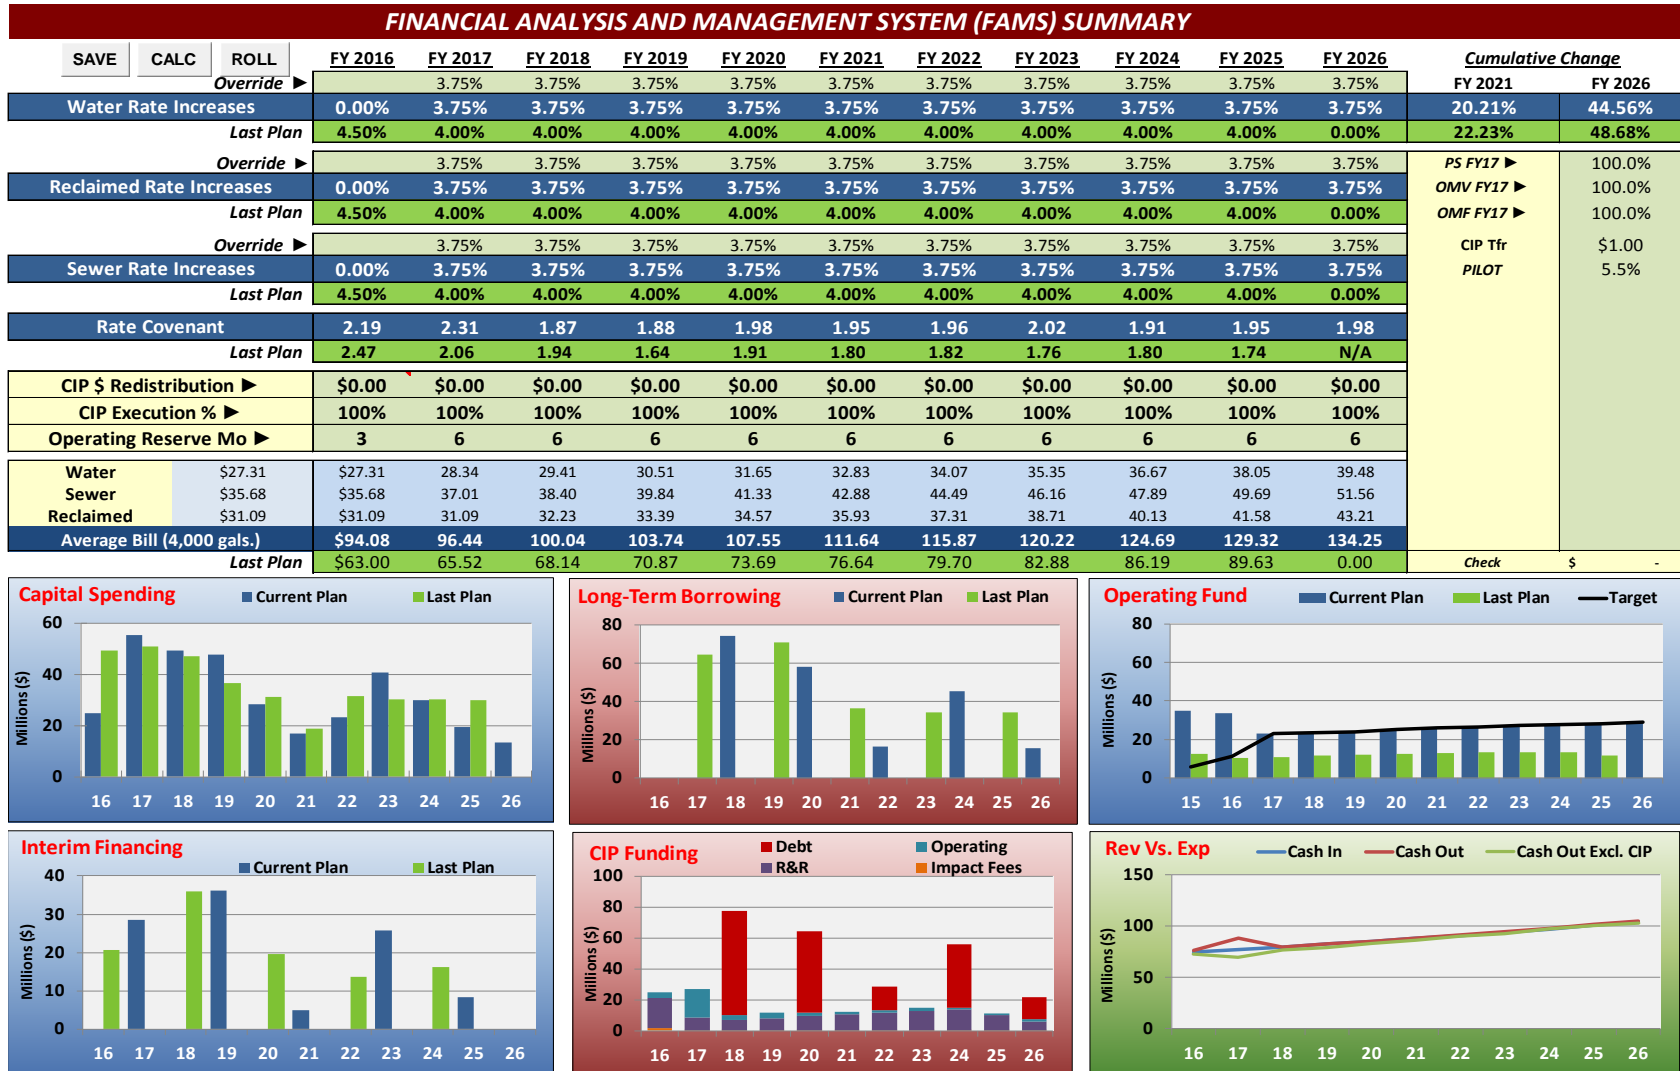 FINANCIAL ANALYSIS AND MANAGEMENT SYSTEM (FAMS) SUMMARY
SAVE CALC ROLL FY 2016 FY 2017 FY 2018 FY 2019 FY 2020 FY 2021 FY 2022 FY 2023 FY 2024 FY 2025 FY 2026 Cumulative Change
Override ► 3.75% 3.75% 3.75% 3.75% 3.75% 3.75% 3.75% 3.75% 3.75% 3.75% FY 2021 FY 2026
Water Rate Increases 0.00% 3.75% 3.75% 3.75% 3.75% 3.75% 3.75% 3.75% 3.75% 3.75% 3.75% 20.21% 44.56%
Last Plan 4.50% 4.00% 4.00% 4.00% 4.00% 4.00% 4.00% 4.00% 4.00% 4.00% 0.00% 22.23% 48.68%
Override ► 3.75% 3.75% 3.75% 3.75% 3.75% 3.75% 3.75% 3.75% 3.75% 3.75% PS FY17 ► 100.0%
Reclaimed Rate Increases 0.00% 3.75% 3.75% 3.75% 3.75% 3.75% 3.75% 3.75% 3.75% 3.75% 3.75% OMV FY17 ► 100.0%
Last Plan 4.50% 4.00% 4.00% 4.00% 4.00% 4.00% 4.00% 4.00% 4.00% 4.00% 0.00% OMF FY17 ► 100.0%
Override ► 3.75% 3.75% 3.75% 3.75% 3.75% 3.75% 3.75% 3.75% 3.75% 3.75% CIP Tfr $1.00
Sewer Rate Increases 0.00% 3.75% 3.75% 3.75% 3.75% 3.75% 3.75% 3.75% 3.75% 3.75% 3.75% PILOT 5.5%
Last Plan 4.50% 4.00% 4.00% 4.00% 4.00% 4.00% 4.00% 4.00% 4.00% 4.00% 0.00%
Rate Covenant 2.19 2.31 1.87 1.88 1.98 1.95 1.96 2.02 1.91 1.95 1.98
Last Plan 2.47 2.06 1.94 1.64 1.91 1.80 1.82 1.76 1.80 1.74 N/A
CIP $ Redistribution ► $0.00 $0.00 $0.00 $0.00 $0.00 $0.00 $0.00 $0.00 $0.00 $0.00 $0.00
CIP Execution % ► 100% 100% 100% 100% 100% 100% 100% 100% 100% 100% 100%
Operating Reserve Mo ► 3 6 6 6 6 6 6 6 6 6 6
Water $27.31 $27.31 28.34 29.41 30.51 31.65 32.83 34.07 35.35 36.67 38.05 39.48
Sewer $35.68 $35.68 37.01 38.40 39.84 41.33 42.88 44.49 46.16 47.89 49.69 51.56
Reclaimed $31.09 $31.09 31.09 32.23 33.39 34.57 35.93 37.31 38.71 40.13 41.58 43.21
Average Bill (4,000 gals.) $94.08 96.44 100.04 103.74 107.55 111.64 115.87 120.22 124.69 129.32 134.25
Last Plan $63.00 65.52 68.14 70.87 73.69 76.64 79.70 82.88 86.19 89.63 0.00 Check $ -
Capital Spending Current Plan Last Plan
Millions ($)
60
40
20
0
16 17 18 19 20 21 22 23 24 25 26
Long-Term Borrowing Current Plan Last Plan
Millions ($)
80
60
40
20
0
16 17 18 19 20 21 22 23 24 25 26
Operating Fund Current Plan Last Plan Target
Millions ($)
80
60
40
20
0
15 16 17 18 19 20 21 22 23 24 25 26
Interim Financing
Current Plan Last Plan
Millions ($)
40
30
20
10
0
16 17 18 19 20 21 22 23 24 25 26
CIP Funding Debt Operating
R&R Impact Fees
Millions ($)
100
80
60
40
20
0
16 17 18 19 20 21 22 23 24 25 26
Rev Vs. Exp Cash In Cash Out Cash Out Excl. CIP
Millions ($)
150
100
50
0
16 17 18 19 20 21 22 23 24 25 26